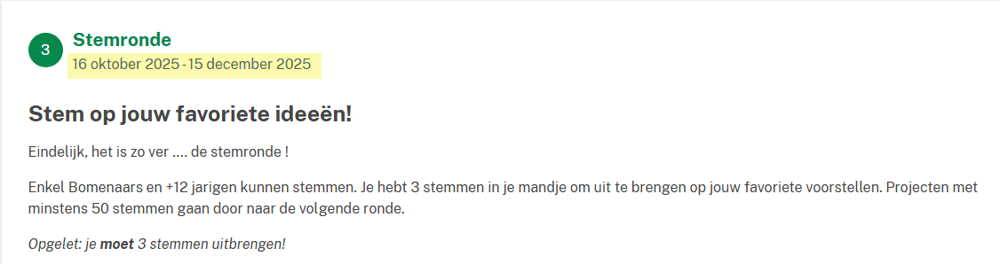 3
Stemronde
16 oktober 2025 - 15 december 2025
Stem op jouw favoriete ideeën!
Eindelijk, het is zo ver .... de stemronde !
Enkel Bomenaars en +12 jarigen kunnen stemmen. Je hebt 3 stemmen in je mandje om uit te brengen op jouw favoriete voorstellen. Projecten met
minstens 50 stemmen gaan door naar de volgende ronde.
Opgelet: je moet 3 stemmen uitbrengen!